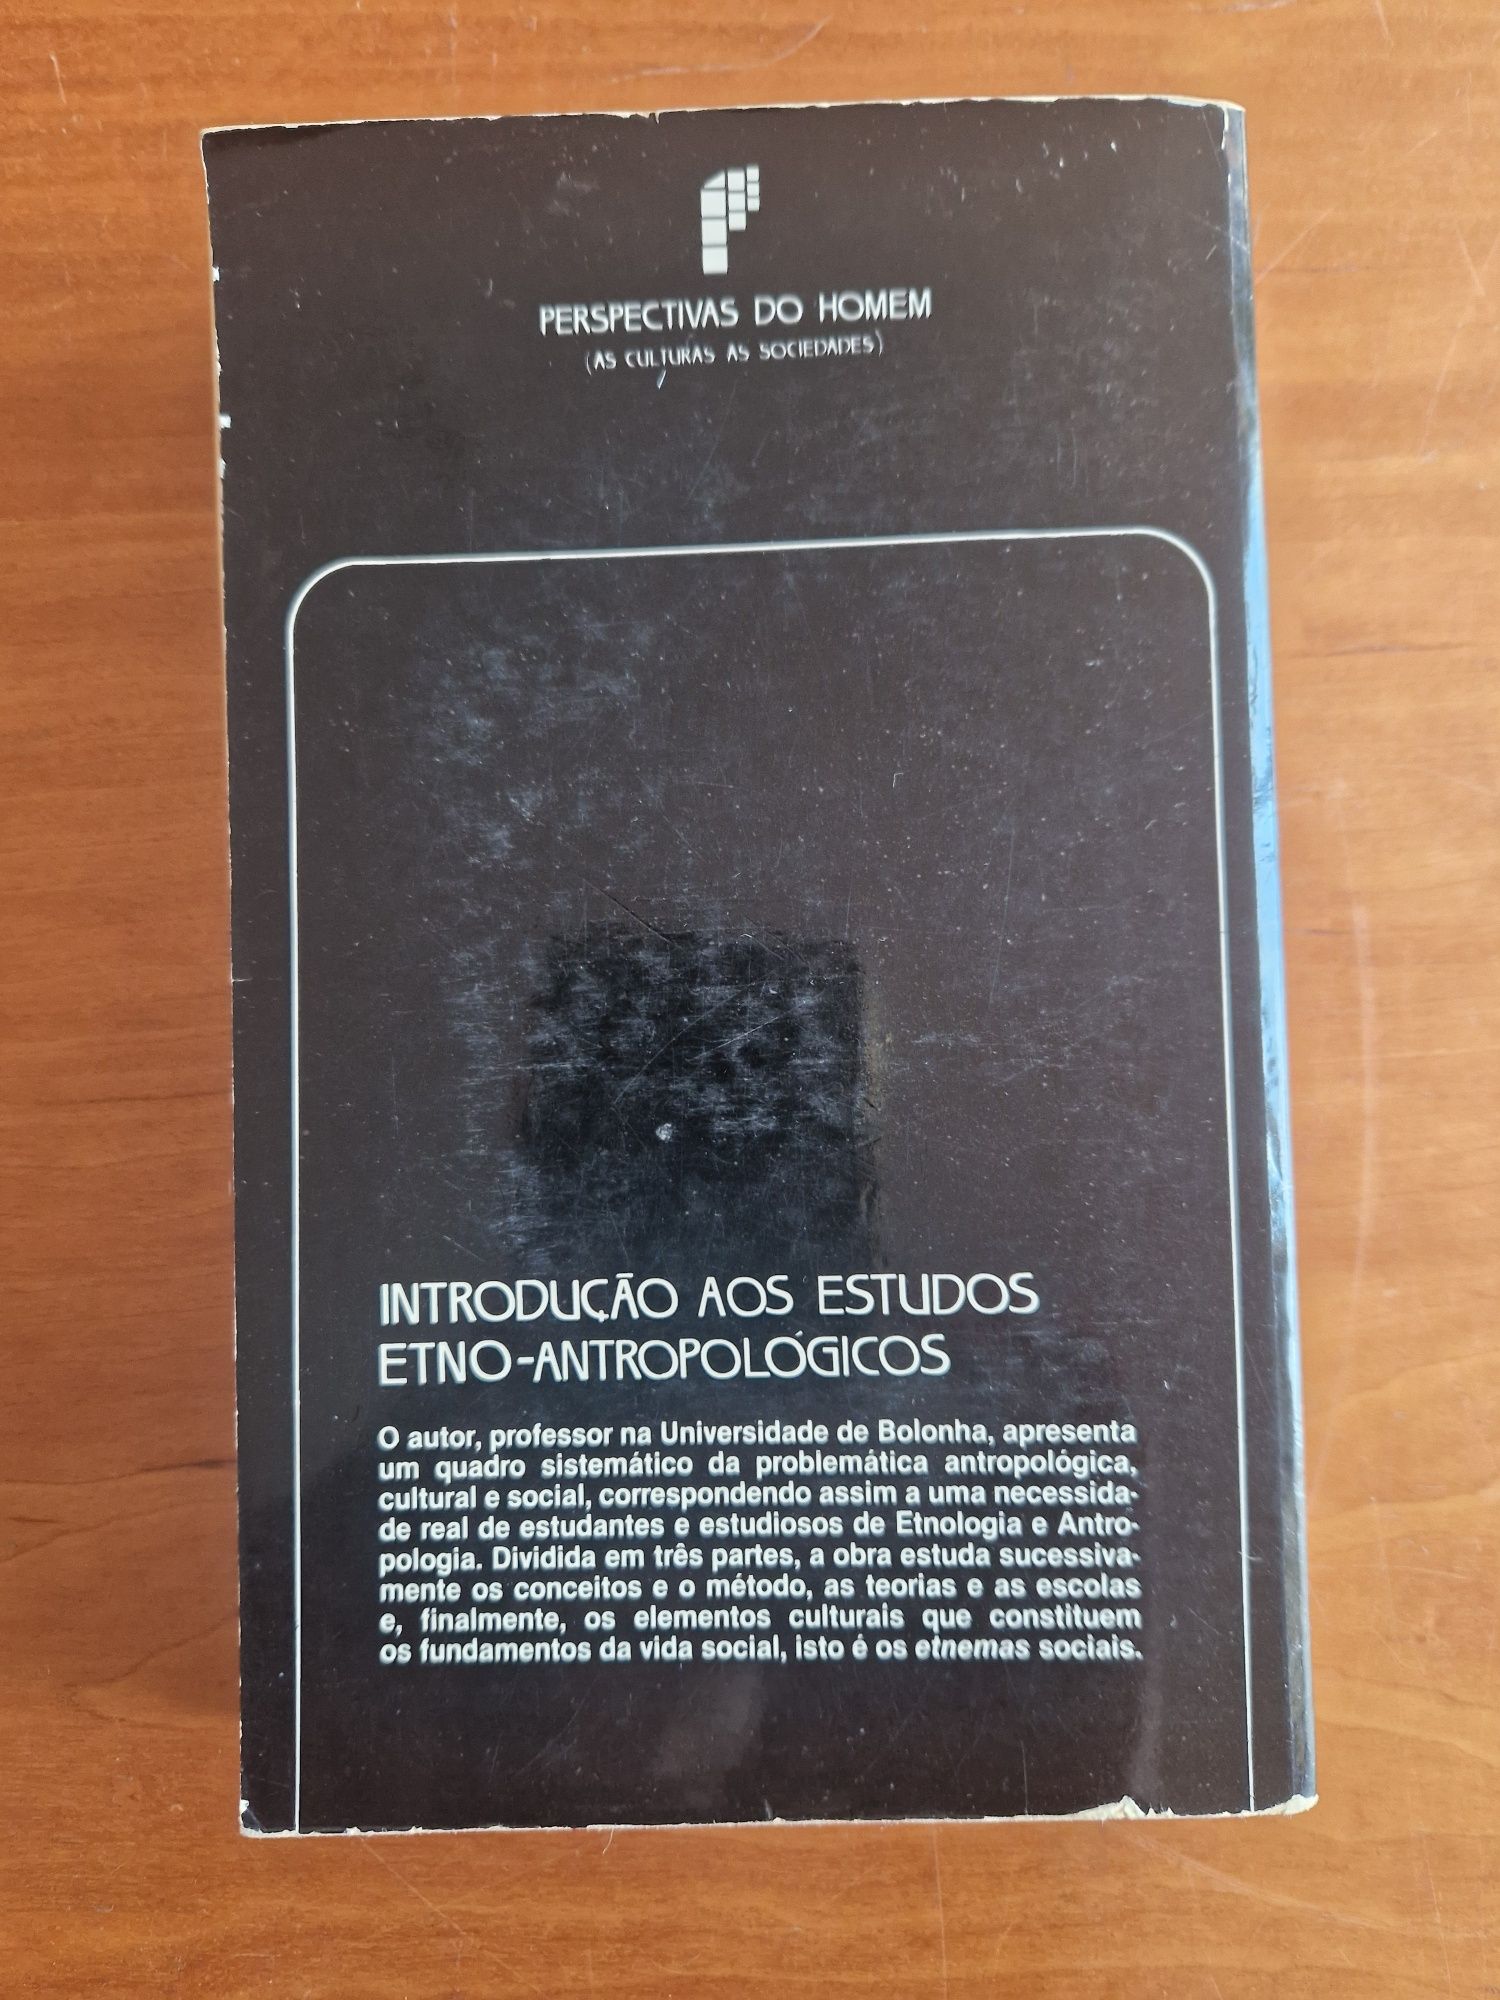 PERSPECTIVAS DO HOMEM
(AS CULTURAS AS SOCIEDADES)
INTRODUÇÃO AOS ESTUDOS
ETNO-ANTROPOLÓGICOS
O autor, professor na Universidade de Bolonha, apresenta
um quadro sistemático da problemática antropológica,
cultural e social, correspondendo assim a uma necessida-
de real de estudantes e estudiosos de Etnologia e Antro-
pologia. Dividida em três partes, a obra estuda sucessiva-
mente os conceitos e o método, as teorias e as escolas
e, finalmente, os elementos culturais que constituem
os fundamentos da vida social, isto é os etnemas sociais.